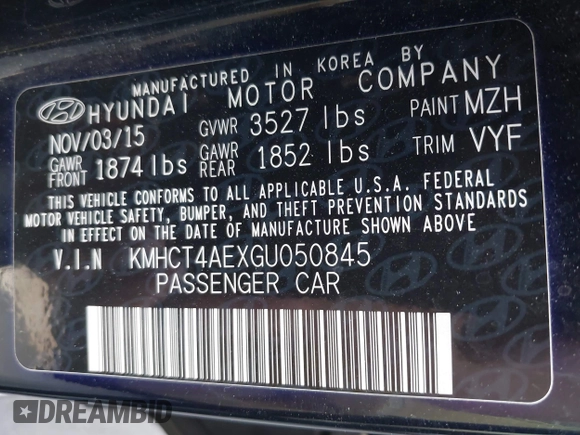 MANUFACTURED IN KOREA BY
HYUNDAI MOTOR COMPANY
NOV/03/15 GVWR 3527 lbs PAINT MZH
GAWR FRONT 1874 lbs GAWR REAR 1852 lbs TRIM VYF
THIS VEHICLE CONFORMS TO ALL APPLICABLE U.S.A. FEDERAL
MOTOR VEHICLE SAFETY, BUMPER, AND THEFT PREVENTION STANDARDS
IN EFFECT ON THE DATE OF MANUFACTURE SHOWN ABOVE
V.I.N KMHCT4AEXGU050845
PASSENGER CAR
DREAMBID